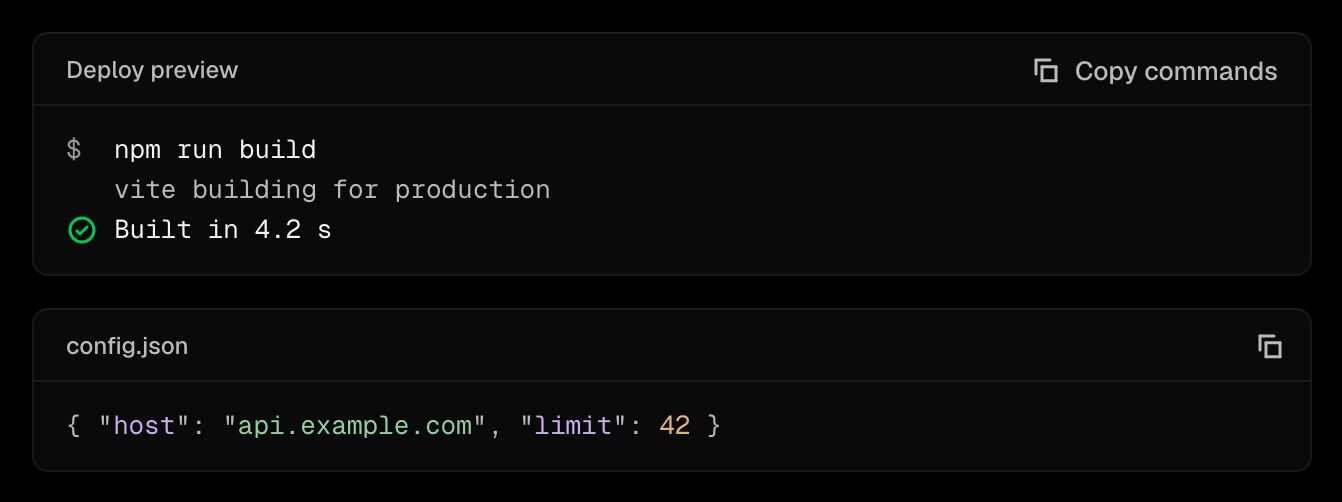 Deploy preview
Copy commands
$ npm run build
vite building for production
Built in 4.2 s
config.json
{ "host": "api.example.com", "limit": 42 }